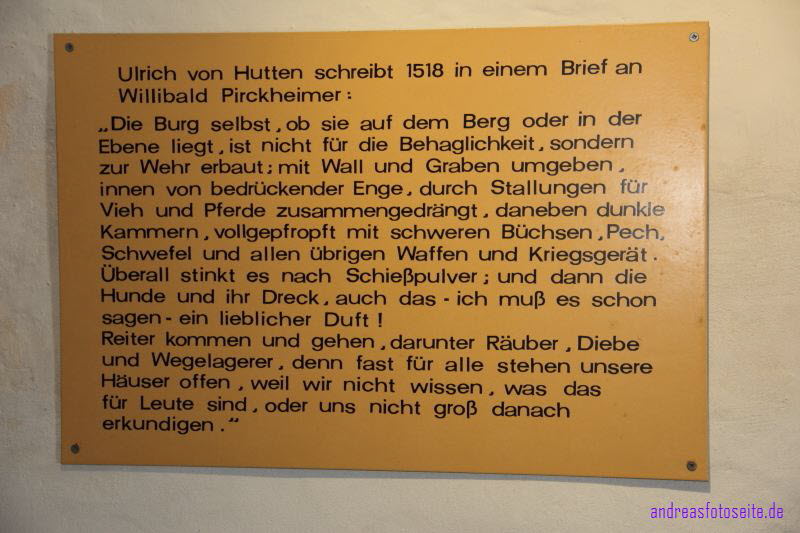 Ulrich von Hutten schreibt 1518 in einem Brief an
Willibald Pirckheimer:
„Die Burg selbst, ob sie auf dem Berg oder in der
Ebene liegt, ist nicht für die Behaglichkeit, sondern
zur Wehr erbaut; mit Wall und Graben umgeben,
innen von bedrückender Enge, durch Stallungen für
Vieh und Pferde zusammengedrängt, daneben dunkle
Kammern, vollgepfropft mit schweren Büchsen, Pech,
Schwefel und allen übrigen Waffen und Kriegsgerät.
Überall stinkt es nach Schießpulver; und dann die
Hunde und ihr Dreck, auch das - ich muß es schon
sagen - ein lieblicher Duft!
Reiter kommen und gehen, darunter Räuber, Diebe
und Wegelagerer, denn fast für alle stehen unsere
Häuser offen, weil wir nicht wissen, was das
für Leute sind, oder uns nicht groß danach
erkundigen."
andreasfotoseite.de